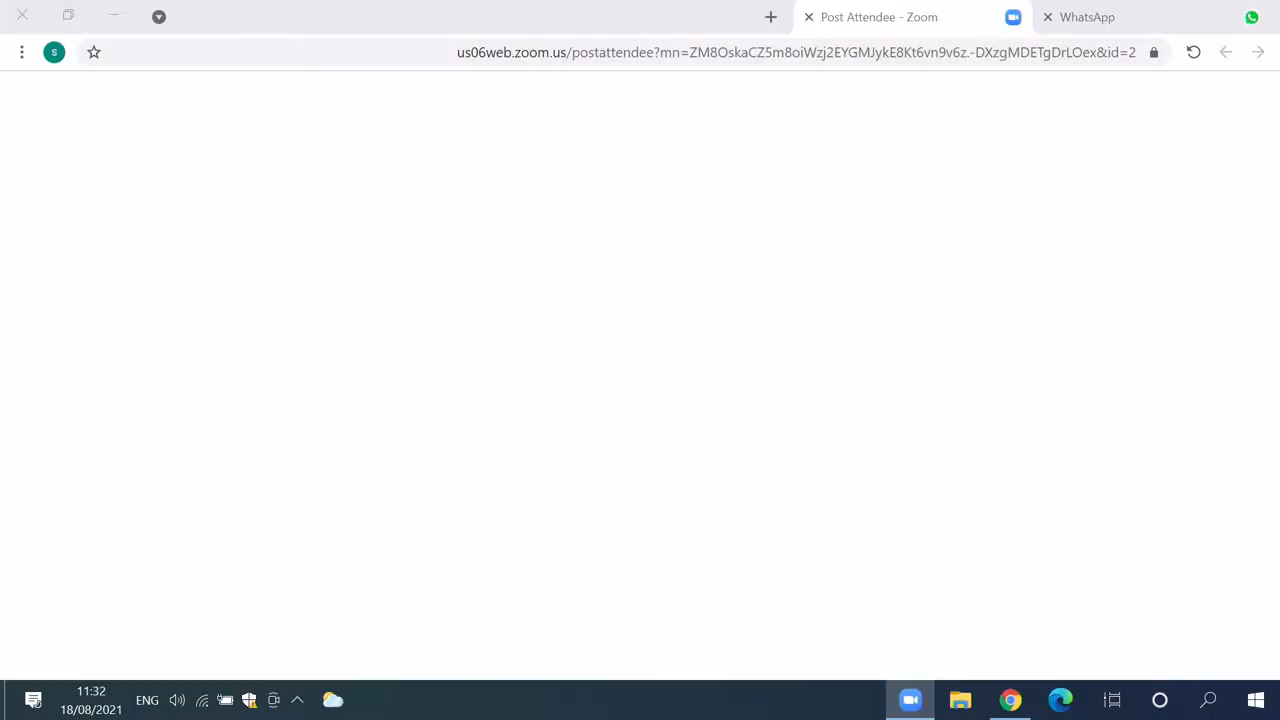 Post Attendee - Zoom
WhatsApp
us06web.zoom.us/postattendee?mn=ZM8OskaCZ5m8oiWzj2EYGMJykE8Kt6vn9v6z.-DXzgMDETgDrLOex&id=2
S
11:32
ENG
18/08/2021